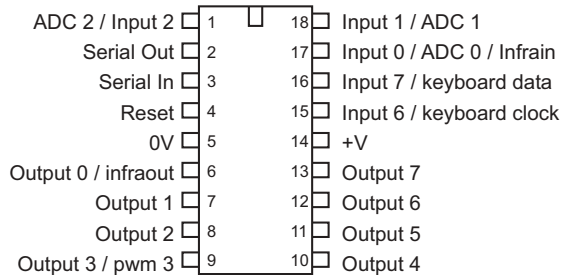 ADC 2 / Input 2 1 18 Input 1 / ADC 1
Serial Out 2 17 Input 0 / ADC 0 / Infrain
Serial In 3 16 Input 7 / keyboard data
Reset 4 15 Input 6 / keyboard clock
0V 5 14 +V
Output 0 / infraout 6 13 Output 7
Output 1 7 12 Output 6
Output 2 8 11 Output 5
Output 3 / pwm 3 9 10 Output 4